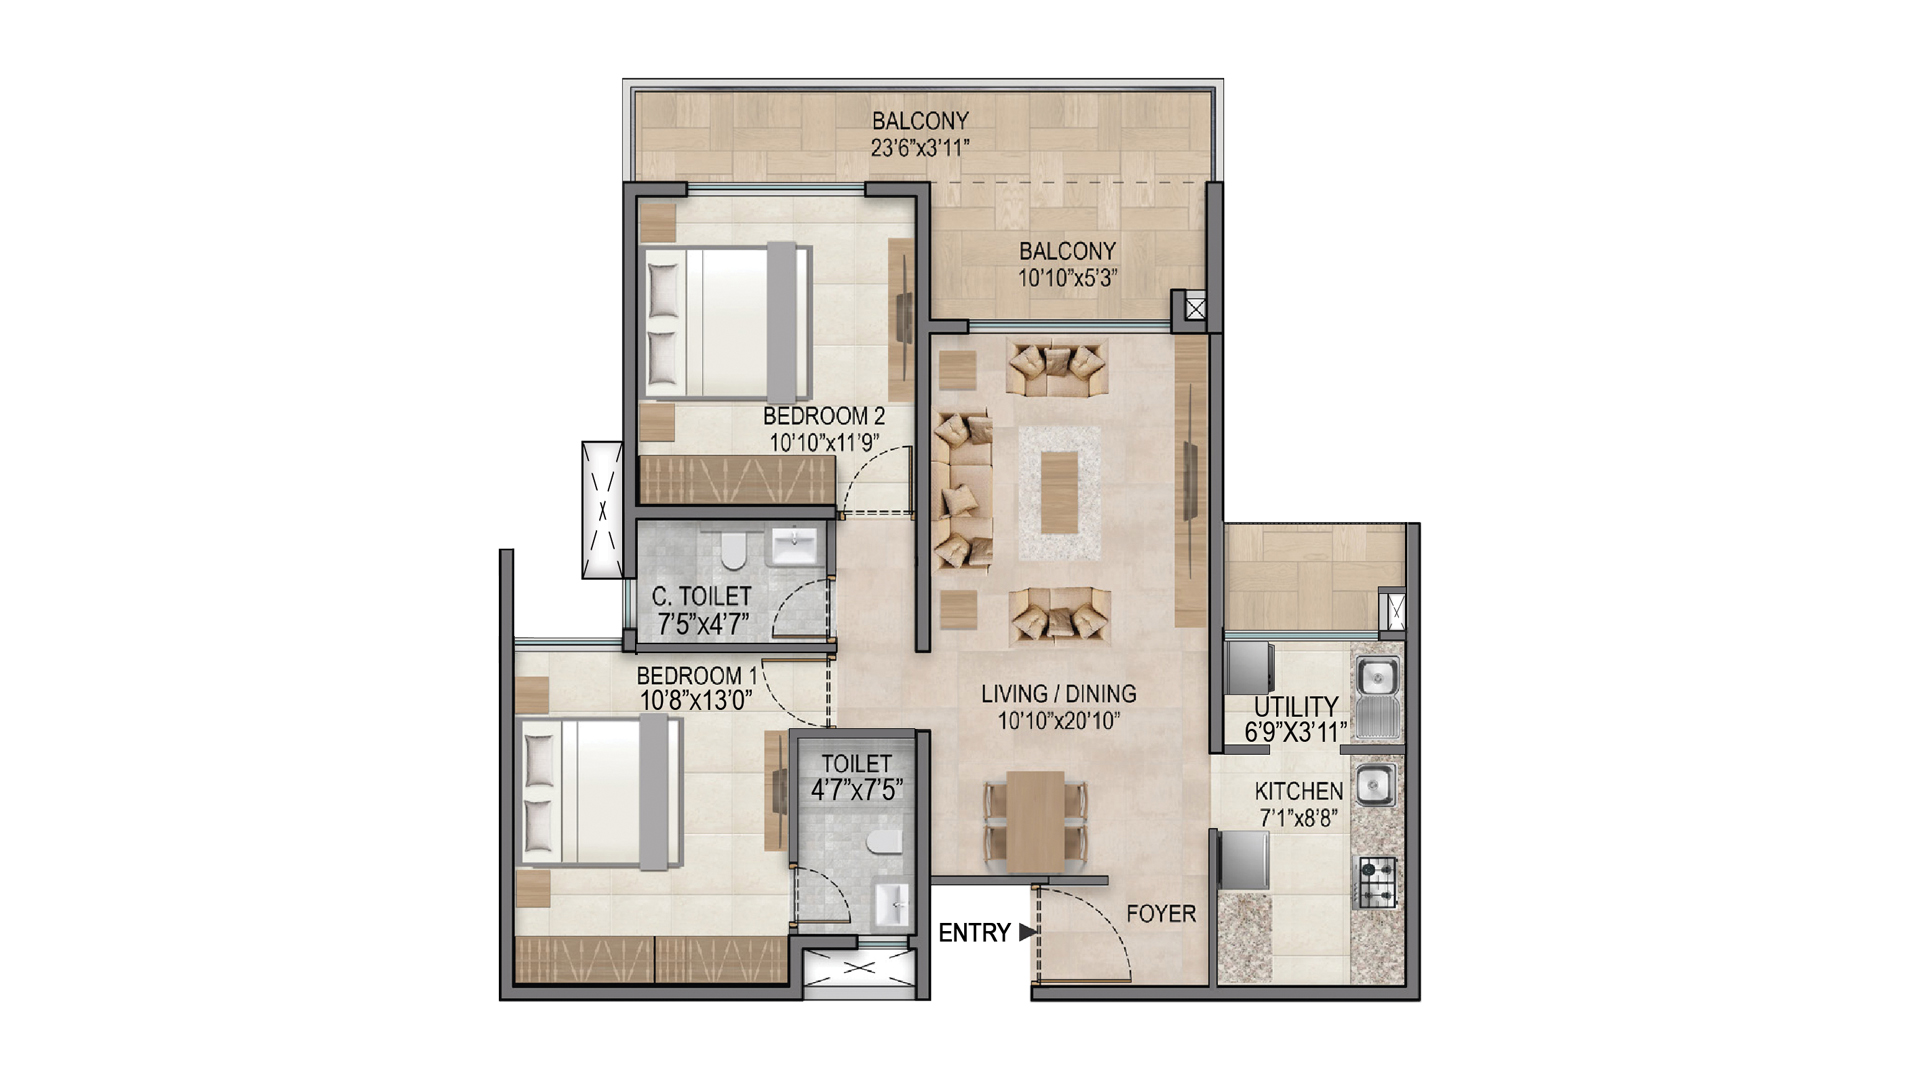 BALCONY
23'6"x3'11"
BALCONY
10'10"x5'3"
BEDROOM 2
10'10"x11'9"
C. TOILET
7'5"x4'7"
BEDROOM 1
10'8"x13'0"
LIVING / DINING
10'10"x20'10"
UTILITY
6'9"X3'11"
TOILET
4'7"x7'5"
KITCHEN
7'1"x8'8"
FOYER
ENTRY